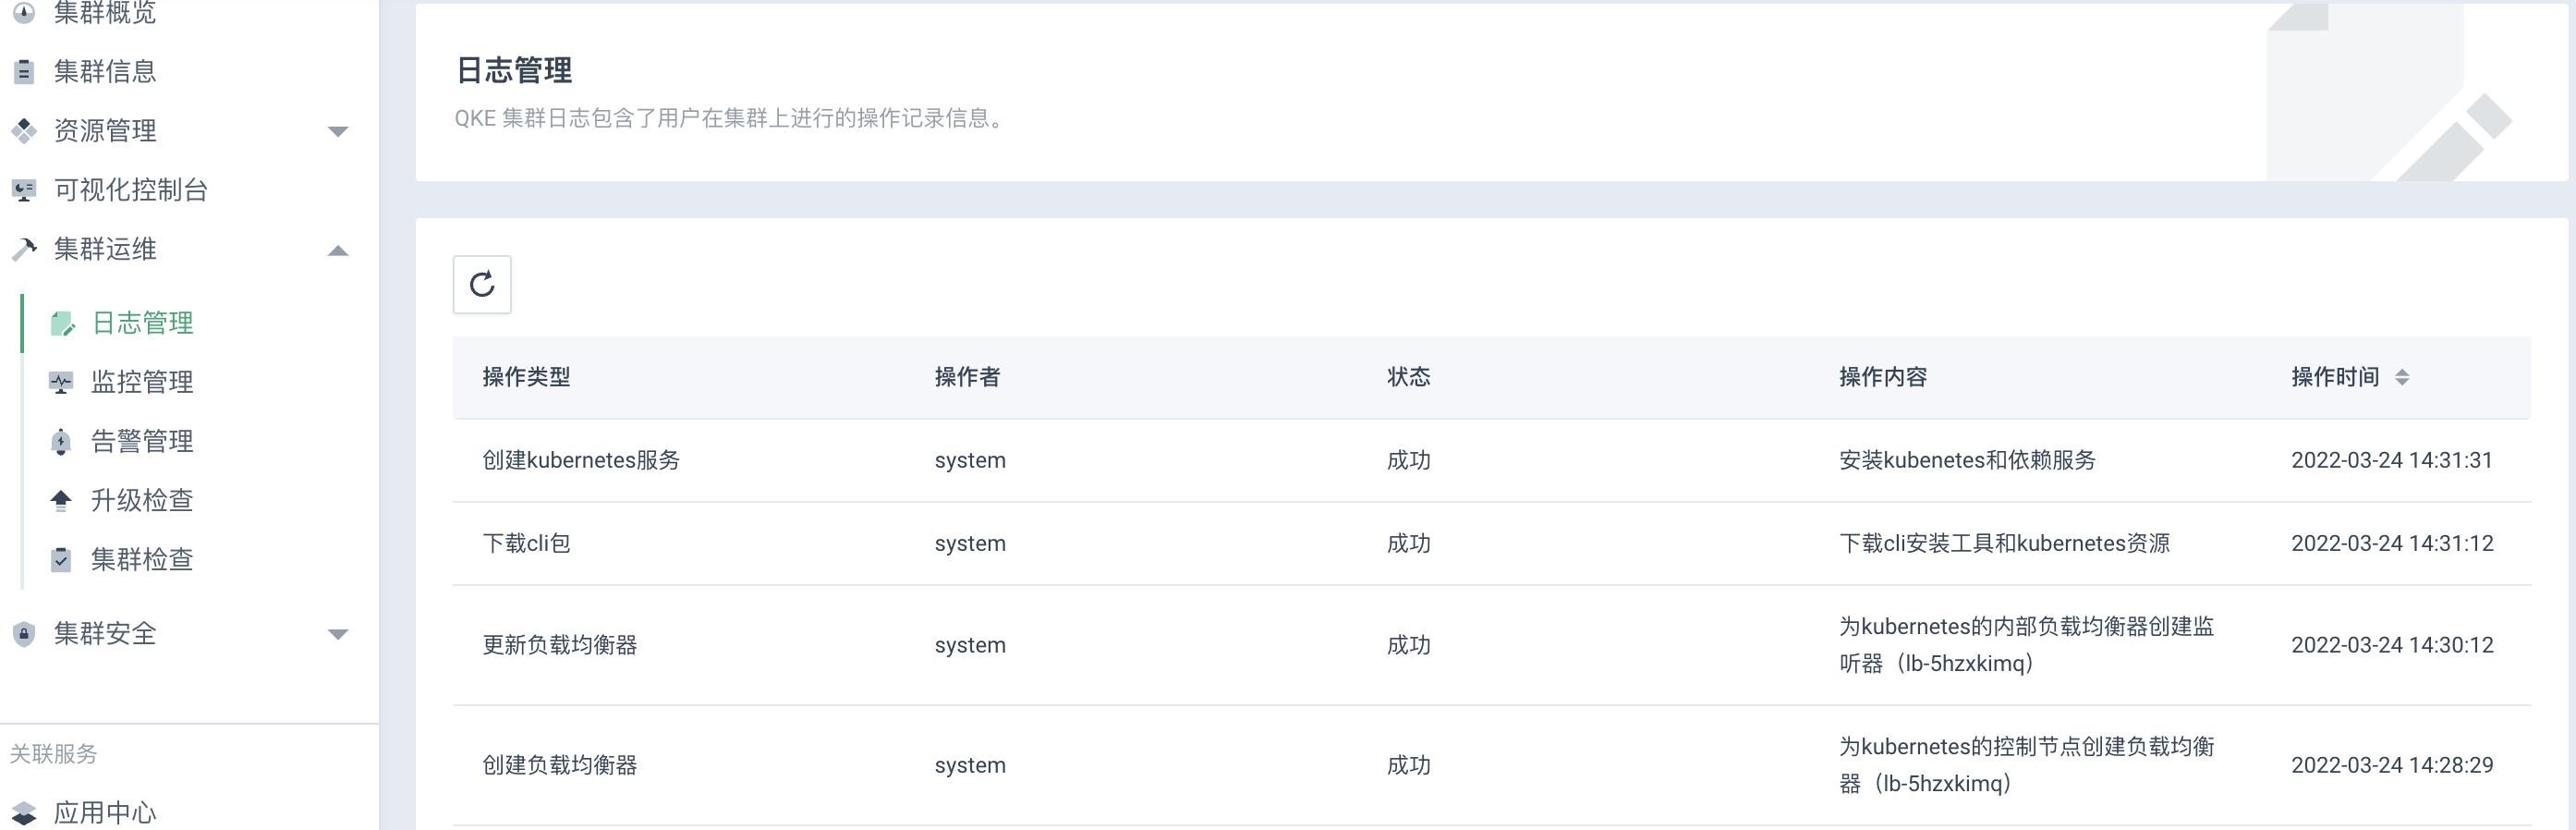 集群概览
集群信息
资源管理
可视化控制台
集群运维
日志管理
监控管理
告警管理
升级检查
集群检查
集群安全
关联服务
应用中心
日志管理
QKE 集群日志包含了用户在集群上进行的操作记录信息。
操作类型 操作者 状态 操作内容 操作时间
创建kubernetes服务 system 成功 安装kubenetes和依赖服务 2022-03-24 14:31:31
下载cli包 system 成功 下载cli安装工具和kubernetes资源 2022-03-24 14:31:12
更新负载均衡器 system 成功 为kubernetes的内部负载均衡器创建监 2022-03-24 14:30:12
听器（lb-5hzxkimq）
创建负载均衡器 system 成功 为kubernetes的控制节点创建负载均衡 2022-03-24 14:28:29
器（lb-5hzxkimq）